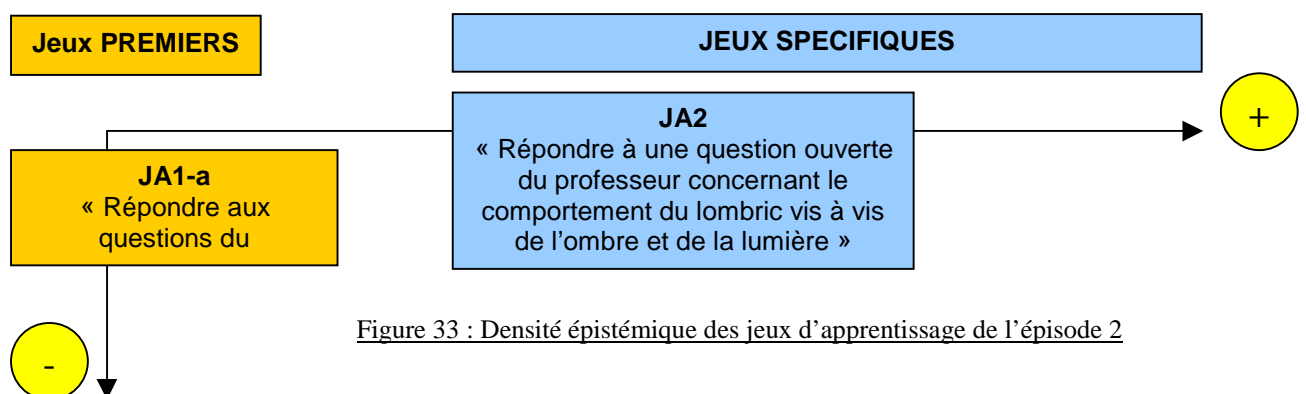 Jeux PREMIERS
JEUX SPECIFIQUES
JA2
« Répondre à une question ouverte
du professeur concernant le
comportement du lombric vis à vis
de l’ombre et de la lumière »
+
JA1-a
« Répondre aux
questions du
Figure 33 : Densité épistémique des jeux d’apprentissage de l’épisode 2
-